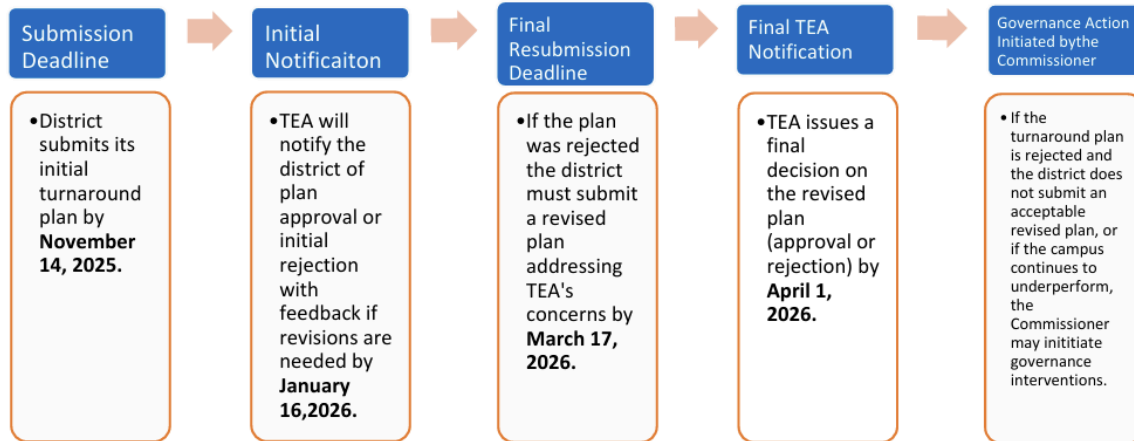 Submission
Deadline
•District
submits its
initial
turnaround
plan by
November
14, 2025.
Initial
Notificaiton
•TEA will
notify the
district of
plan
approval or
initial
rejection
with
feedback if
revisions are
needed by
January
16,2026.
Final
Resubmission
Deadline
•If the plan
was rejected
the district
must submit
a revised
plan
addressing
TEA's
concerns by
March 17,
2026.
Final TEA
Notification
•TEA issues a
final
decision on
the revised
plan
(approval or
rejection) by
April 1,
2026.
Governance Action
Initiated bythe
Commissioner
• If the
turnaround plan
is rejected and
the district does
not submit an
acceptable
revised plan, or
if the campus
continues to
underperform,
the
Commissioner
may inititiate
governance
interventions.